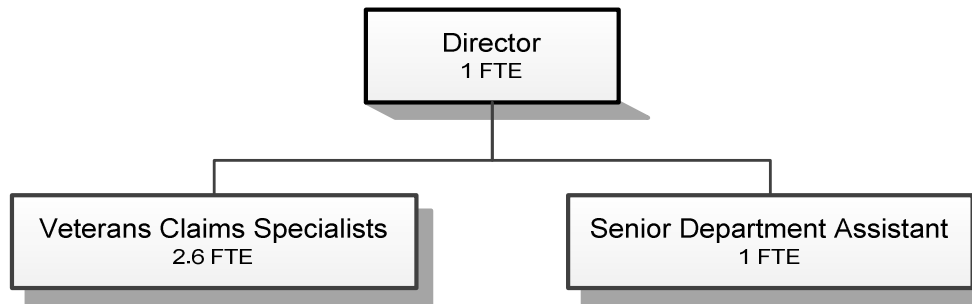 Director
1 FTE
Veterans Claims Specialists
2.6 FTE
Senior Department Assistant
1 FTE